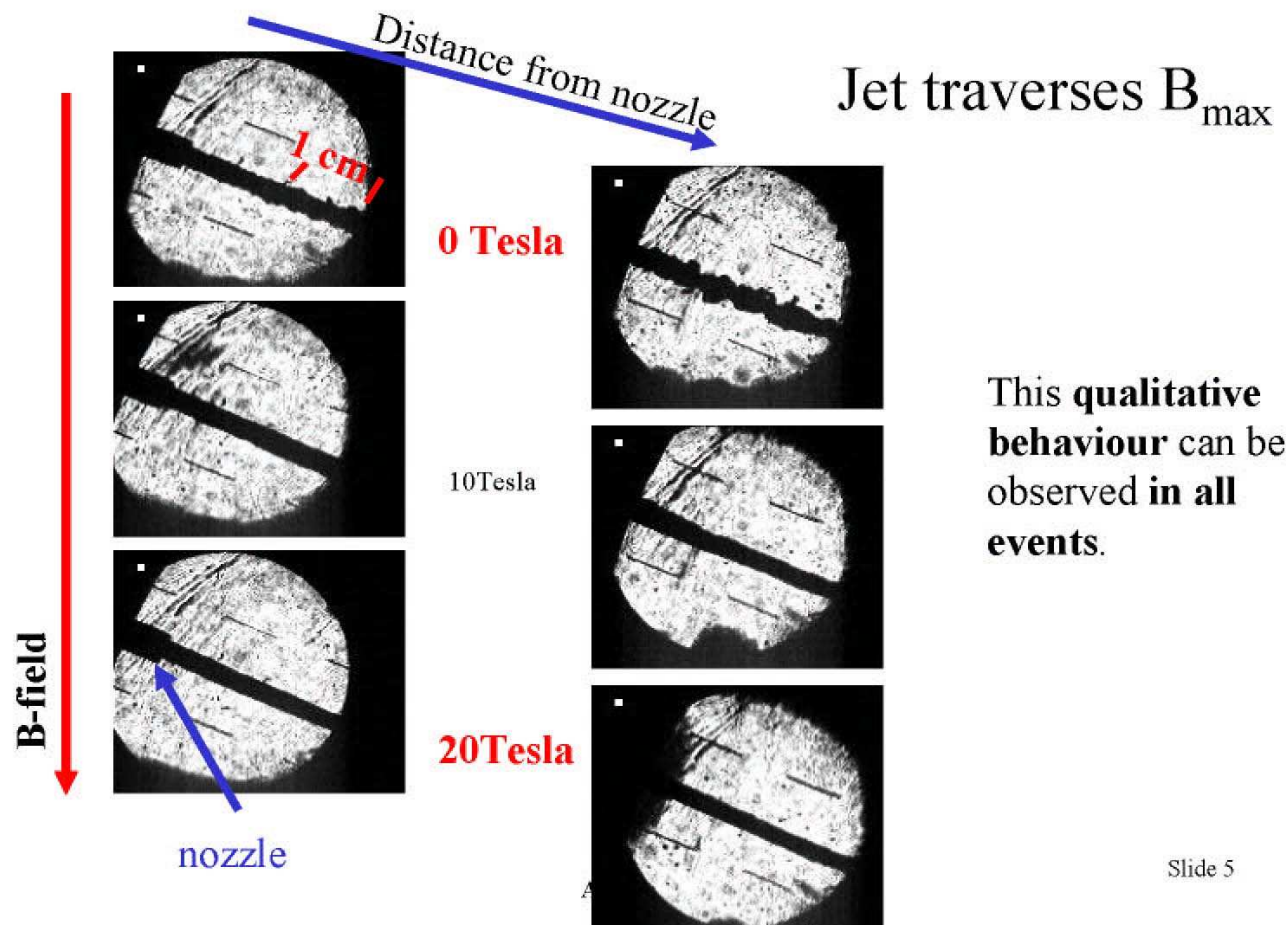 Distance from nozzle
Jet traverses Bmax
1 cm
0 Tesla
10Tesla
20Tesla
B-field
nozzle
This qualitative
behaviour can be
observed in all
events.
A
Slide 5